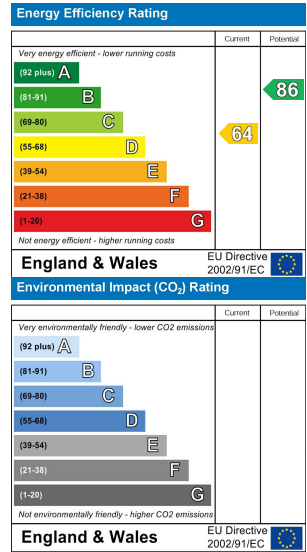 Energy Efficiency Rating
Current Potential
Very energy efficient - lower running costs
(92 plus) A
(81-91) B
(69-80) C
(55-68) D
(39-54) E
(21-38) F
(1-20) G
64
86
Not energy efficient - higher running costs
England & Wales
EU Directive
2002/91/EC
Environmental Impact (CO₂) Rating
Current Potential
Very environmentally friendly - lower CO2 emissions
(92 plus) A
(81-91) B
(69-80) C
(55-68) D
(39-54) E
(21-38) F
(1-20) G
Not environmentally friendly - higher CO2 emissions
England & Wales
EU Directive
2002/91/EC